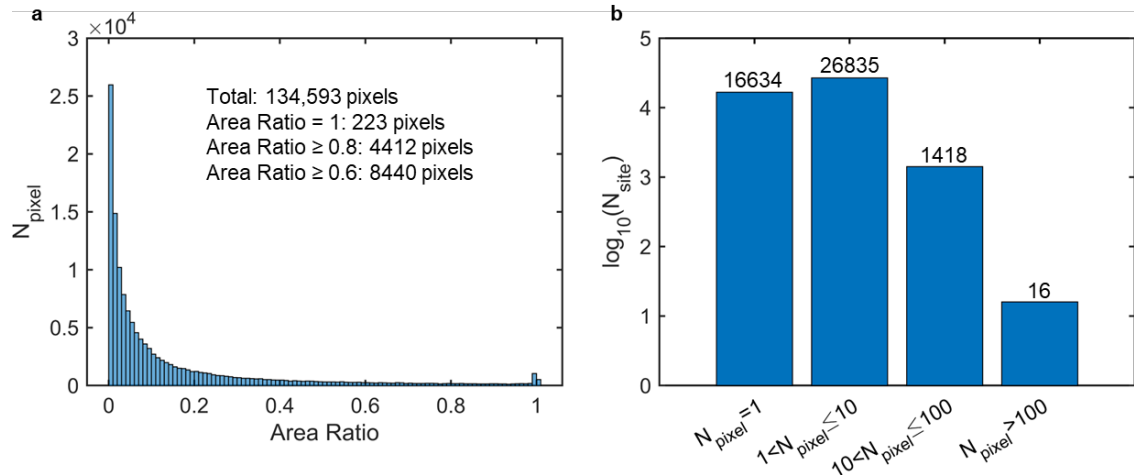 a
×10⁴
3
2.5
2
1.5
1
0.5
0
N_pixel
0 0.2 0.4 0.6 0.8 1
Area Ratio
Total: 134,593 pixels
Area Ratio = 1: 223 pixels
Area Ratio ≥ 0.8: 4412 pixels
Area Ratio ≥ 0.6: 8440 pixels
b
5
4
3
2
1
0
log₁₀(N_site)
16634
26835
1418
16
N_pixel=1
1<N_pixel≤10
10<N_pixel≤100
N_pixel>100